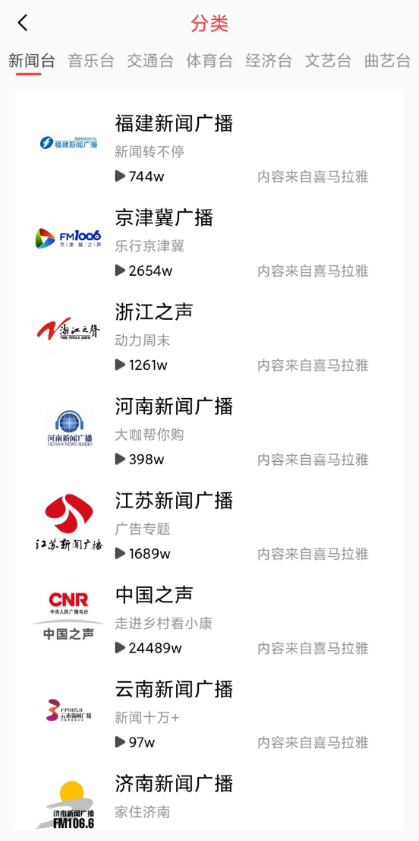 分类
新闻台 音乐台 交通台 体育台 经济台 文艺台 曲艺台
福建新闻广播
福建新闻广播
新闻转不停
744w 内容来自喜马拉雅
京津冀广播
FM1006
京津冀之声
乐行京津冀
2654w 内容来自喜马拉雅
浙江之声
浙江之聲
动力周末
1261w 内容来自喜马拉雅
河南新闻广播
河南新闻广播
HENAN NEWS RADIO
大咖帮你购
398w 内容来自喜马拉雅
江苏新闻广播
江苏新闻广播
广告专题
1689w 内容来自喜马拉雅
中国之声
CNR
中央人民广播电台
中国之声
走进乡村看小康
24489w 内容来自喜马拉雅
云南新闻广播
FM105.8
云南新闻广播
新闻十万+
97w 内容来自喜马拉雅
济南新闻广播
济南新闻广播
FM106.6
家住济南